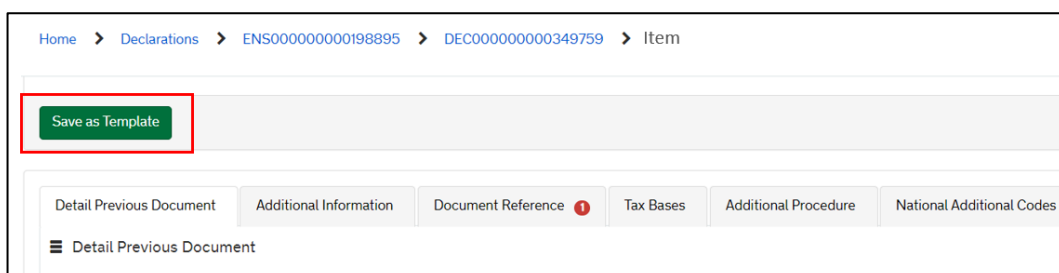 Home > Declarations > ENS000000000198895 > DEC000000000349759 > Item
Save as Template
Detail Previous Document Additional Information Document Reference 1 Tax Bases Additional Procedure National Additional Codes
Detail Previous Document